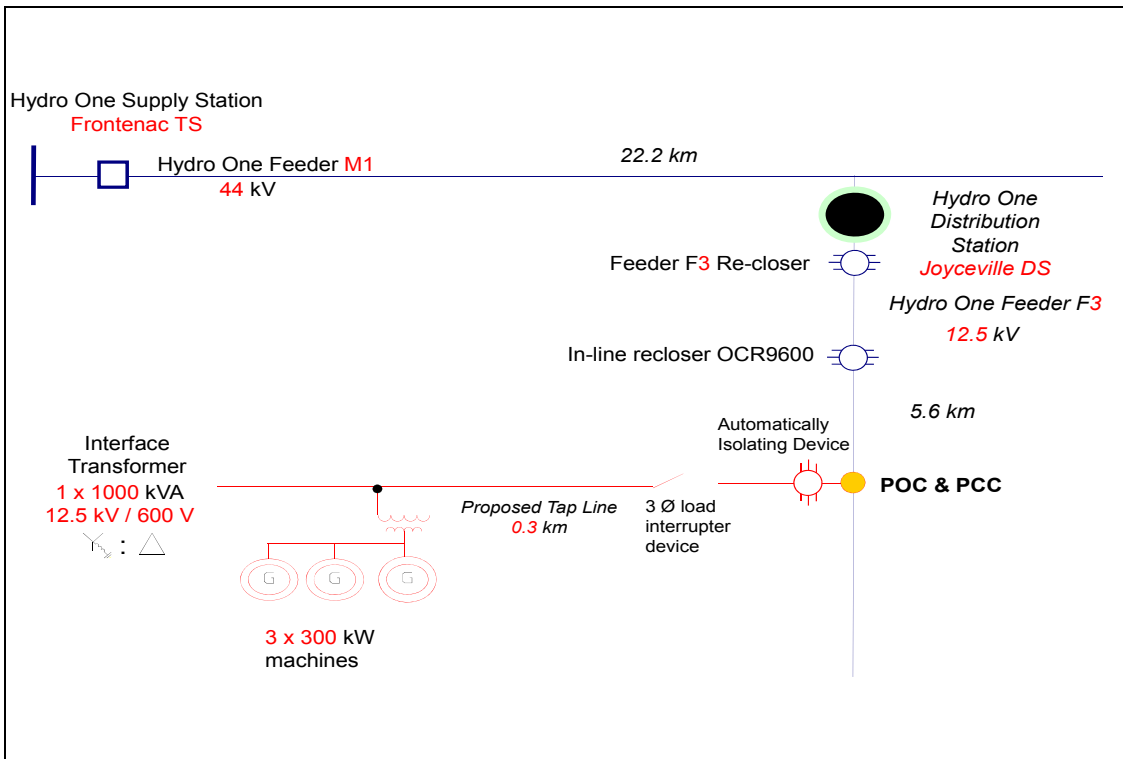 Hydro One Supply Station
Frontenac TS
Hydro One Feeder M1
44 kV
22.2 km
Hydro One
Distribution
Station
Joyceville DS
Feeder F3 Re-closer
Hydro One Feeder F3
12.5 kV
In-line recloser OCR9600
5.6 km
Automatically
Isolating Device
POC & PCC
Interface
Transformer
1 x 1000 kVA
12.5 kV / 600 V
:
Proposed Tap Line
0.3 km
3 Ø load
interrupter
device
G G G
3 x 300 kW
machines